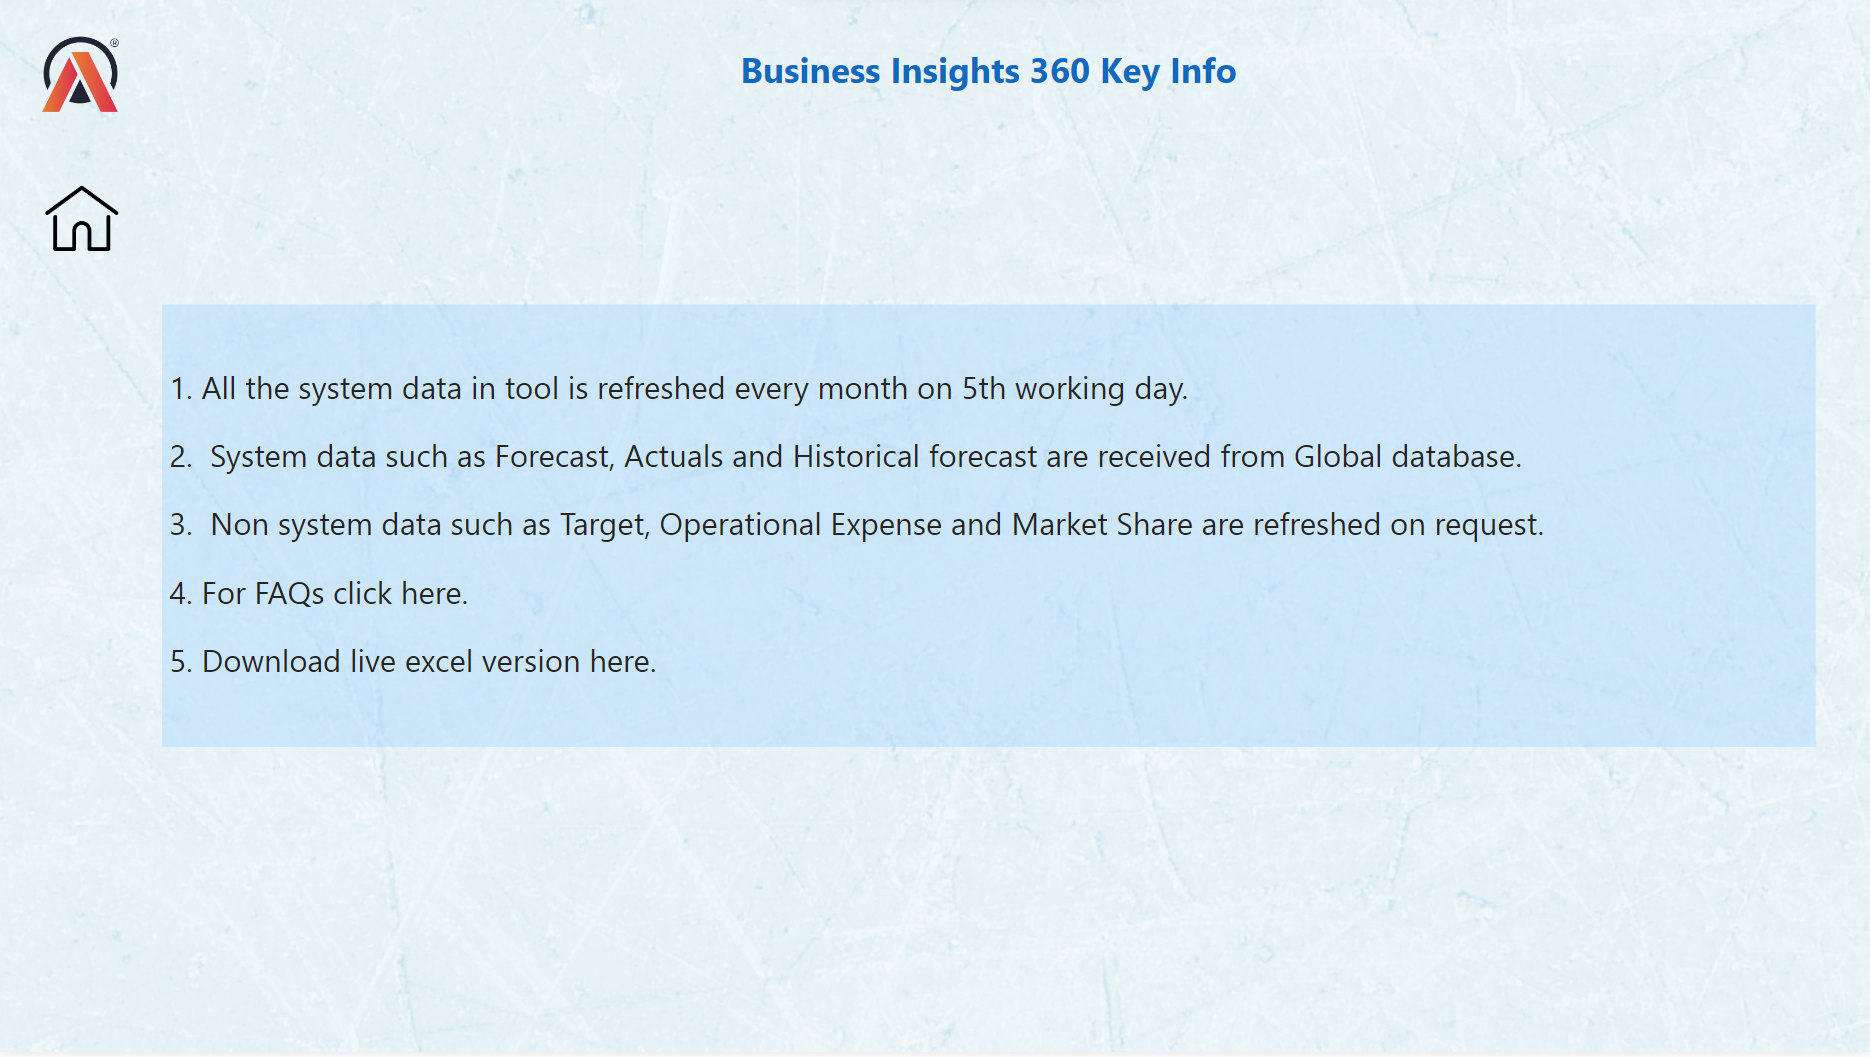 ®
Business Insights 360 Key Info
1. All the system data in tool is refreshed every month on 5th working day.
2.  System data such as Forecast, Actuals and Historical forecast are received from Global database.
3.  Non system data such as Target, Operational Expense and Market Share are refreshed on request.
4. For FAQs click here.
5. Download live excel version here.